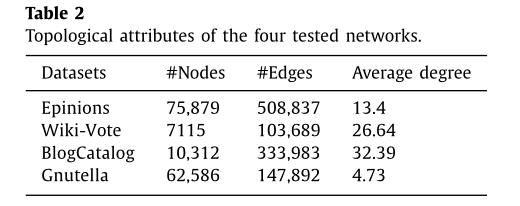 Table 2
Topological attributes of the four tested networks.
Datasets #Nodes #Edges Average degree
Epinions 75,879 508,837 13.4
Wiki-Vote 7115 103,689 26.64
BlogCatalog 10,312 333,983 32.39
Gnutella 62,586 147,892 4.73